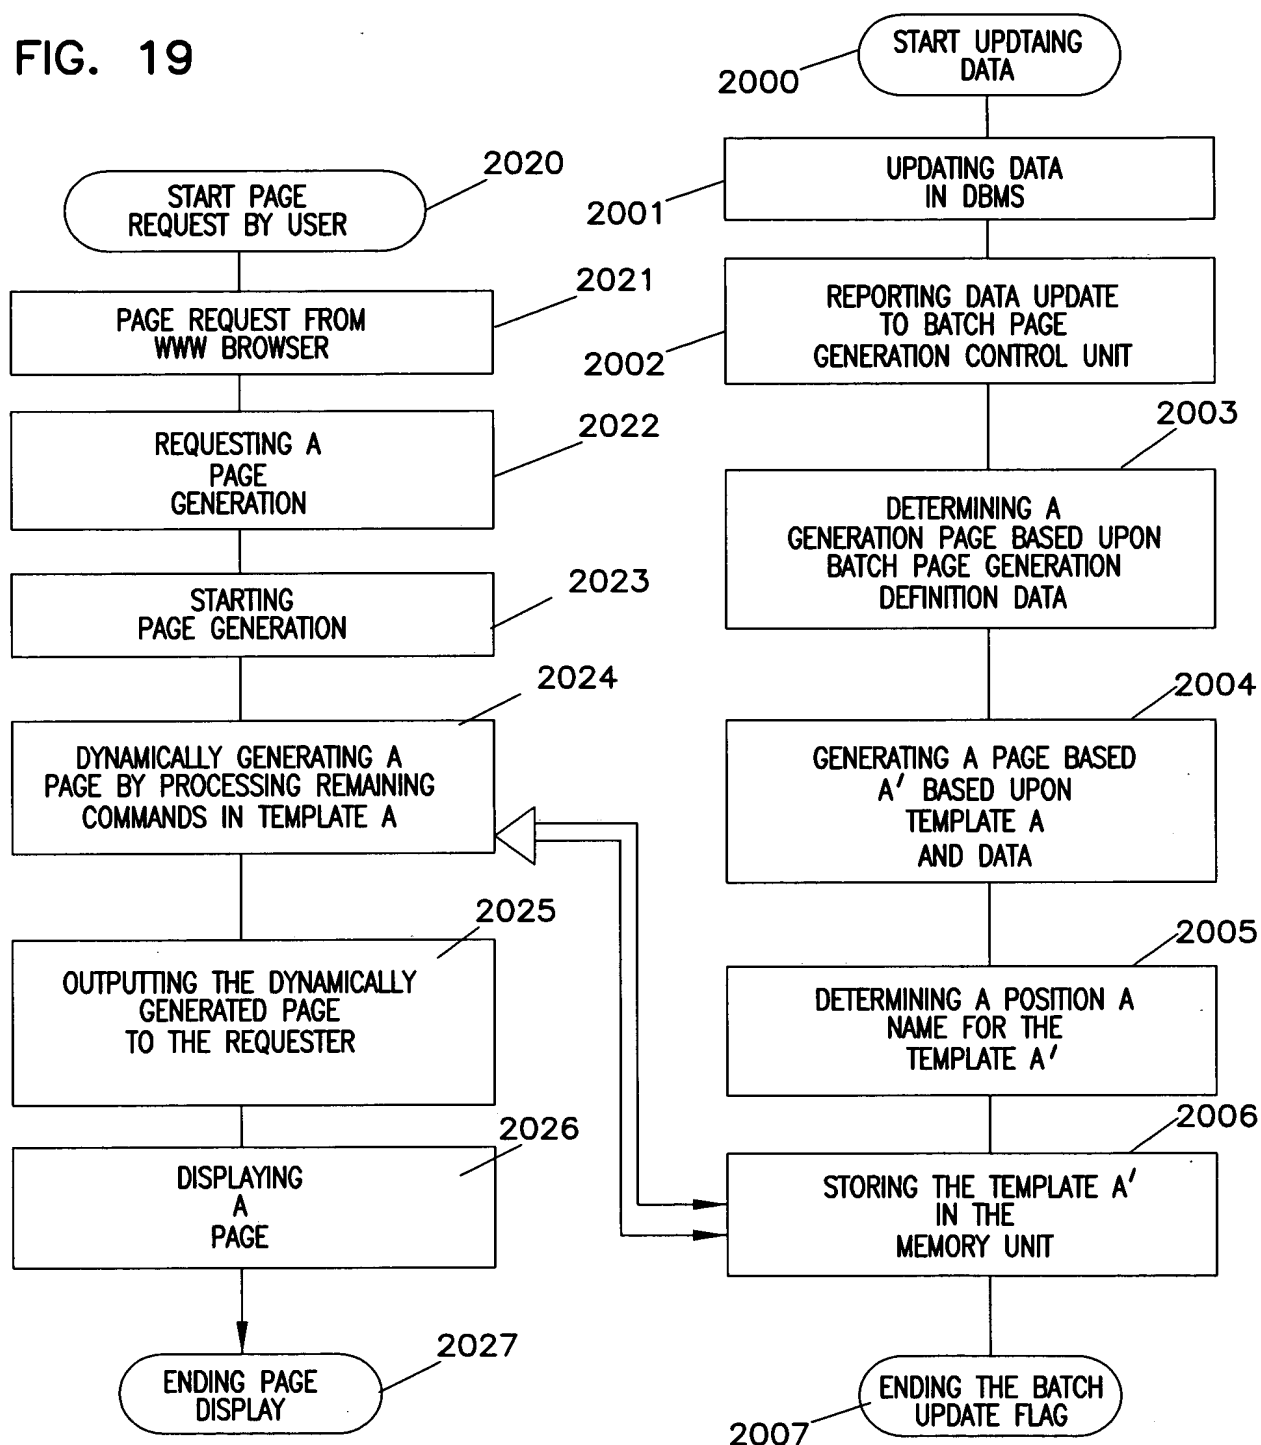 FIG. 19
2020
START PAGE
REQUEST BY USER
2021
PAGE REQUEST FROM
WWW BROWSER
2022
REQUESTING A
PAGE
GENERATION
2023
STARTING
PAGE GENERATION
2024
DYNAMICALLY GENERATING A
PAGE BY PROCESSING REMAINING
COMMANDS IN TEMPLATE A
2025
OUTPUTTING THE DYNAMICALLY
GENERATED PAGE
TO THE REQUESTER
2026
DISPLAYING
A
PAGE
2027
ENDING PAGE
DISPLAY
2000
START UPDTAING
DATA
2001
UPDATING DATA
IN DBMS
2002
REPORTING DATA UPDATE
TO BATCH PAGE
GENERATION CONTROL UNIT
2003
DETERMINING A
GENERATION PAGE BASED UPON
BATCH PAGE GENERATION
DEFINITION DATA
2004
GENERATING A PAGE BASED
A' BASED UPON
TEMPLATE A
AND DATA
2005
DETERMINING A POSITION A
NAME FOR THE
TEMPLATE A'
2006
STORING THE TEMPLATE A'
IN THE
MEMORY UNIT
2007
ENDING THE BATCH
UPDATE FLAG